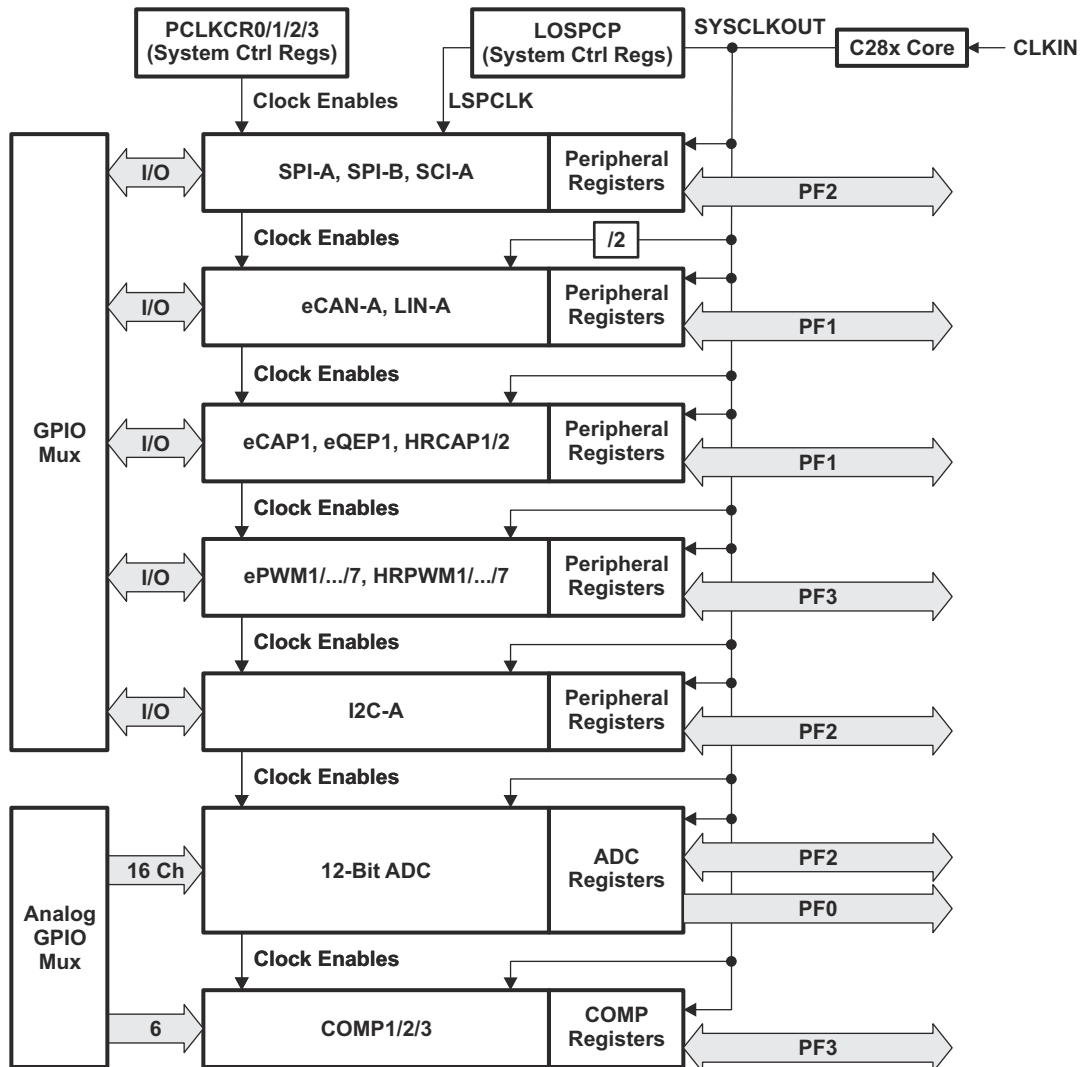 PCLKCR0/1/2/3
(System Ctrl Regs)
LOSPCP
(System Ctrl Regs)
SYSCLKOUT
C28x Core
CLKIN
Clock Enables
LSPCLK
I/O
SPI-A, SPI-B, SCI-A
Peripheral
Registers
PF2
Clock Enables
/2
I/O
eCAN-A, LIN-A
Peripheral
Registers
PF1
Clock Enables
GPIO
Mux
I/O
eCAP1, eQEP1, HRCAP1/2
Peripheral
Registers
PF1
Clock Enables
I/O
ePWM1/.../7, HRPWM1/.../7
Peripheral
Registers
PF3
Clock Enables
I/O
I2C-A
Peripheral
Registers
PF2
Clock Enables
16 Ch
12-Bit ADC
ADC
Registers
PF2
PF0
Analog
GPIO
Mux
Clock Enables
6
COMP1/2/3
COMP
Registers
PF3